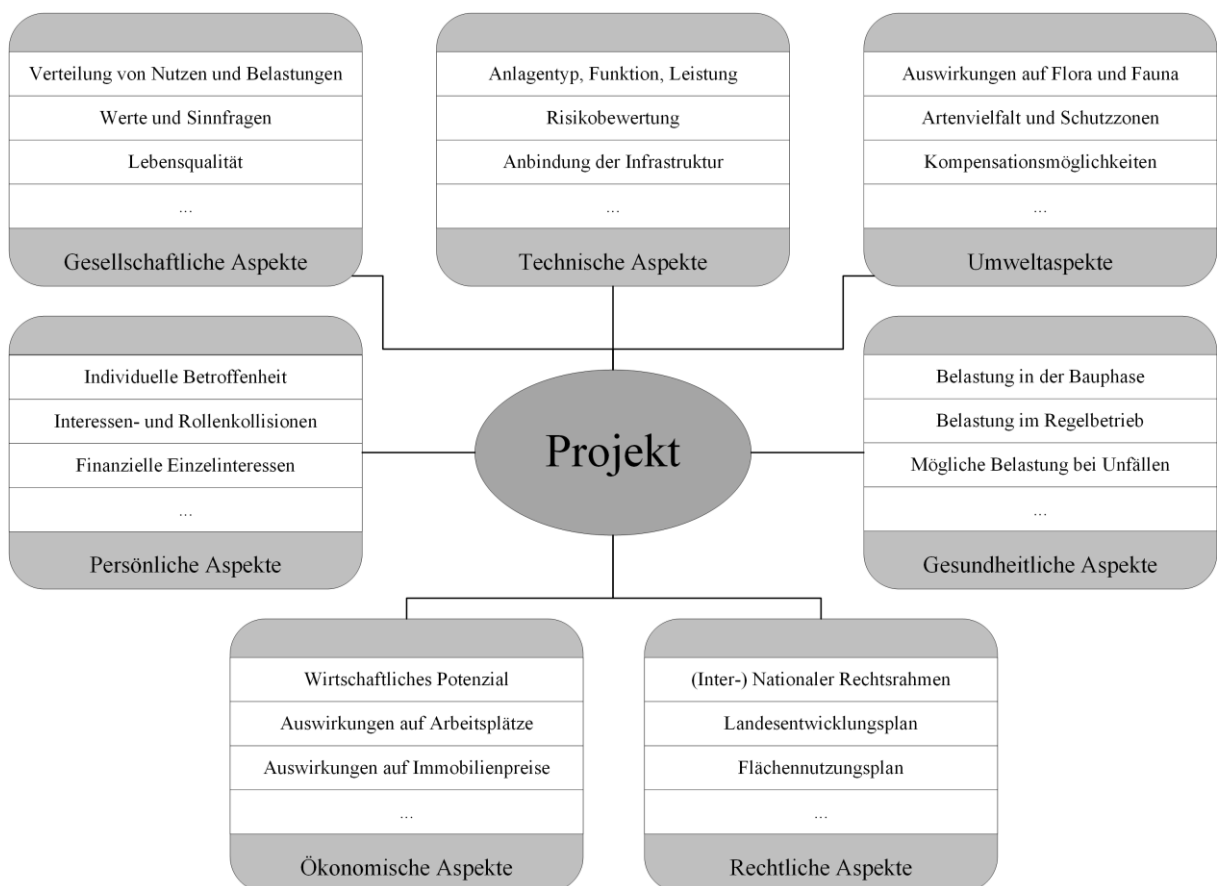 Verteilung von Nutzen und Belastungen
Werte und Sinnfragen
Lebensqualität
...
Gesellschaftliche Aspekte
Anlagentyp, Funktion, Leistung
Risikobewertung
Anbindung der Infrastruktur
...
Technische Aspekte
Auswirkungen auf Flora und Fauna
Artenvielfalt und Schutzzonen
Kompensationsmöglichkeiten
...
Umweltaspekte
Individuelle Betroffenheit
Interessen- und Rollenkollisionen
Finanzielle Einzelinteressen
...
Persönliche Aspekte
Projekt
Belastung in der Bauphase
Belastung im Regelbetrieb
Mögliche Belastung bei Unfällen
...
Gesundheitliche Aspekte
Wirtschaftliches Potenzial
Auswirkungen auf Arbeitsplätze
Auswirkungen auf Immobilienpreise
...
Ökonomische Aspekte
(Inter-) Nationaler Rechtsrahmen
Landesentwicklungsplan
Flächennutzungsplan
...
Rechtliche Aspekte